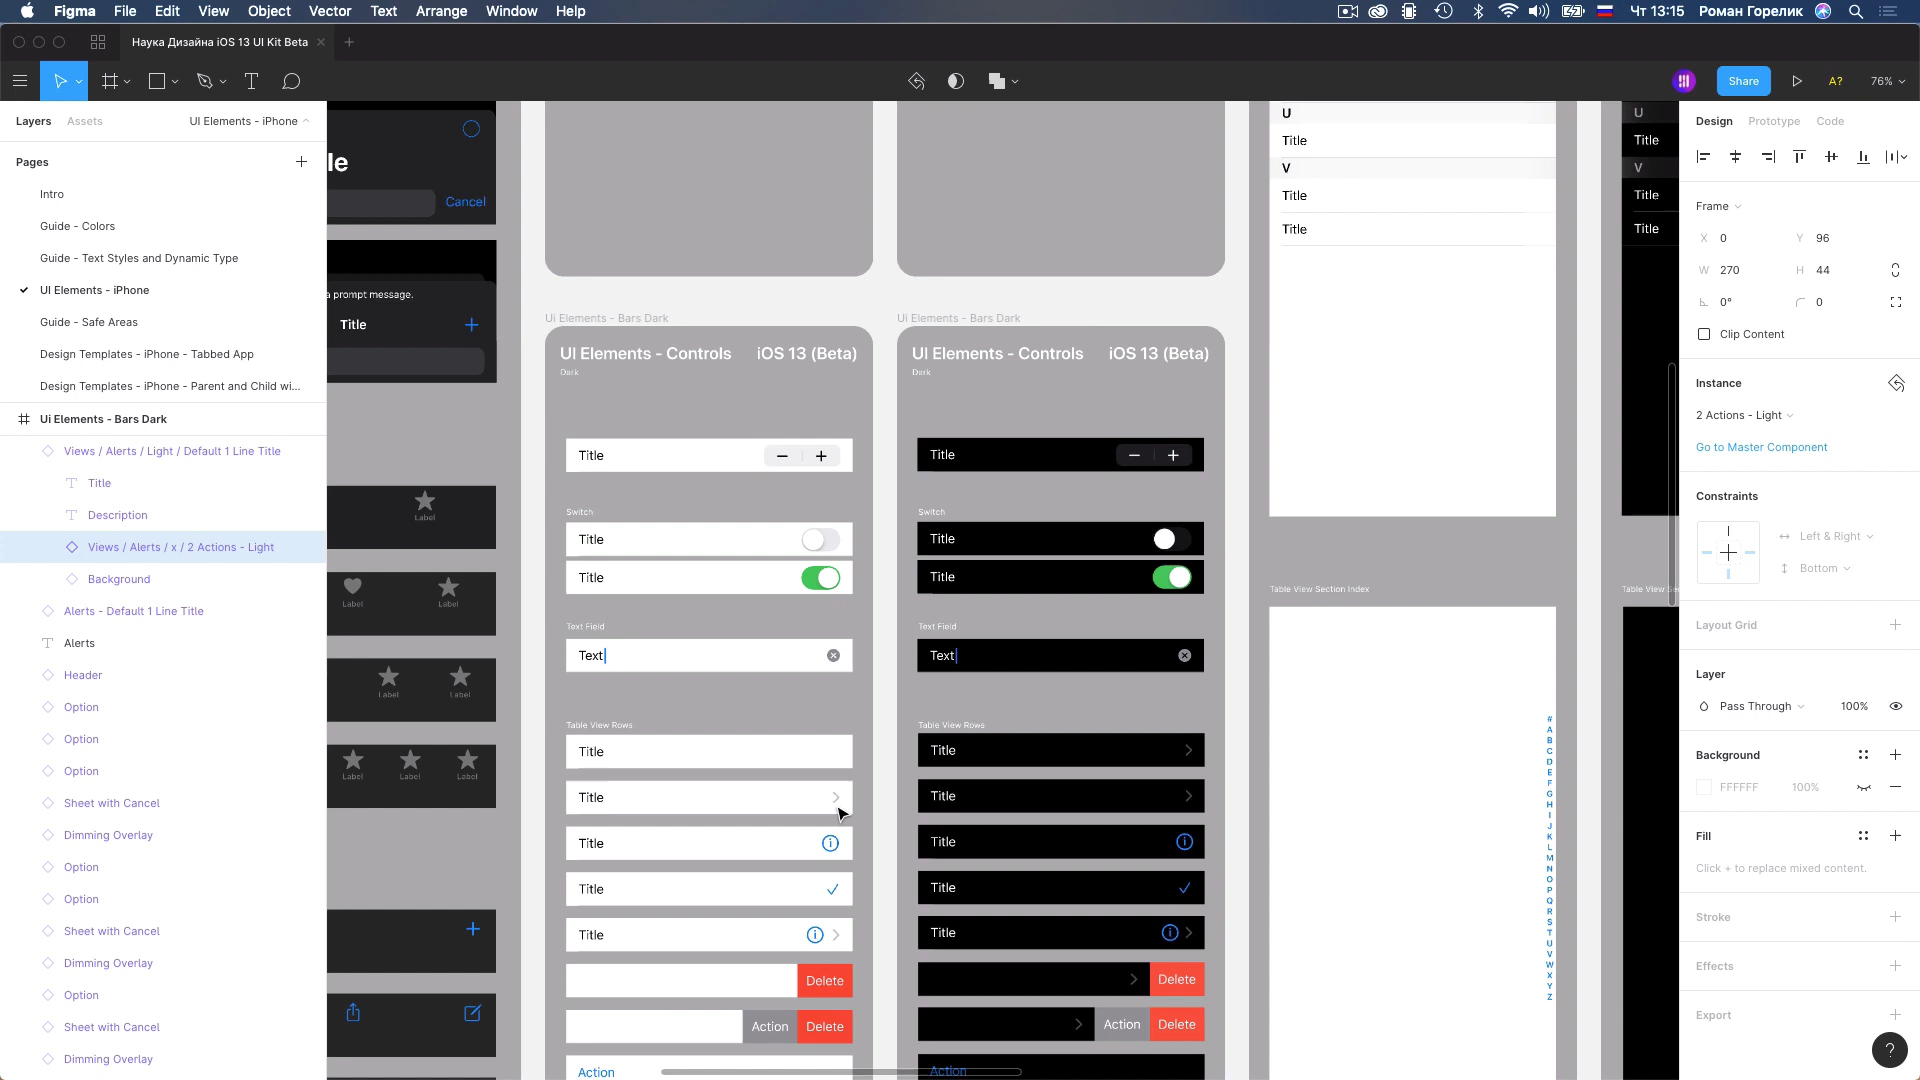 Figma File Edit View Object Vector Text Arrange Window Help
Чт 13:15 Роман Горелик
Наука Дизайна iOS 13 UI Kit Beta
Share A? 76%
Layers Assets UI Elements - iPhone
Pages
Intro
Guide - Colors
Guide - Text Styles and Dynamic Type
UI Elements - iPhone
Guide - Safe Areas
Design Templates - iPhone - Tabbed App
Design Templates - iPhone - Parent and Child wi...
Ui Elements - Bars Dark
Views / Alerts / Light / Default 1 Line Title
Title
Description
Views / Alerts / x / 2 Actions - Light
Background
Alerts - Default 1 Line Title
Alerts
Header
Option
Option
Option
Sheet with Cancel
Dimming Overlay
Option
Option
Sheet with Cancel
Dimming Overlay
Option
Sheet with Cancel
Dimming Overlay
le
Cancel
a prompt message.
Title
Label
Label Label
Label Label
Label Label Label
Ui Elements - Bars Dark
UI Elements - Controls iOS 13 (Beta)
Dark
Title
Switch
Title
Title
Text Field
Text
Table View Rows
Title
Title
Title
Title
Title
Delete
Action Delete
Action
Ui Elements - Bars Dark
UI Elements - Controls iOS 13 (Beta)
Dark
Title
Switch
Title
Title
Text Field
Text
Table View Rows
Title
Title
Title
Title
Title
Delete
Action Delete
Action
U
Title
V
Title
Title
Table View Section Index
#
A
B
C
D
E
F
G
H
I
J
K
L
M
N
O
P
Q
R
S
T
U
V
W
X
Y
Z
U
Title
V
Title
Title
Table View Se
Design Prototype Code
Frame
X 0 Y 96
W 270 H 44
0° 0
Clip Content
Instance
2 Actions - Light
Go to Master Component
Constraints
Left & Right
Bottom
Layout Grid
Layer
Pass Through 100%
Background
FFFFFF 100%
Fill
Click + to replace mixed content.
Stroke
Effects
Export
?